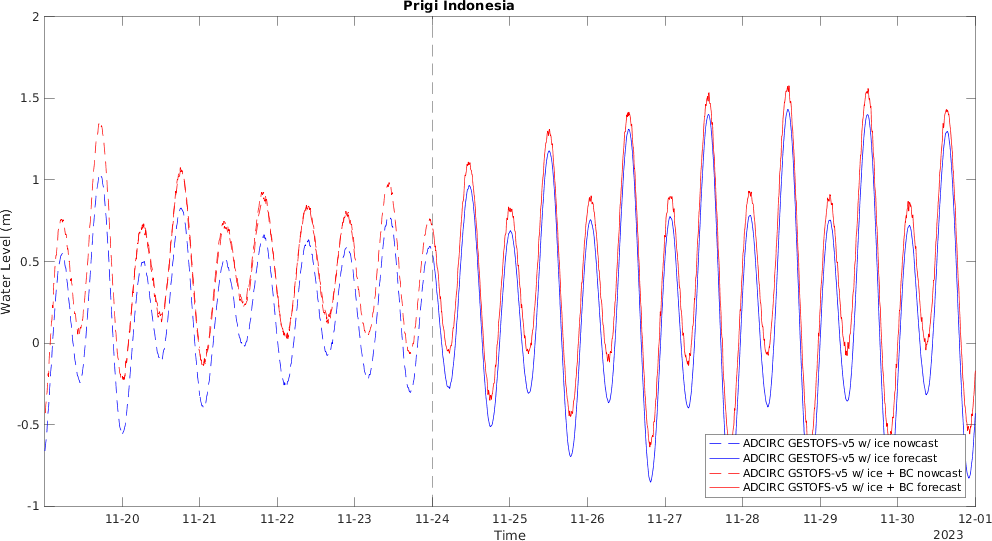 Prigi Indonesia
Water Level (m)
2
1.5
1
0.5
0
-0.5
-1
ADCIRC GESTOFS-v5 w/ ice nowcast
ADCIRC GESTOFS-v5 w/ ice forecast
ADCIRC GSTOFS-v5 w/ ice + BC nowcast
ADCIRC GSTOFS-v5 w/ ice + BC forecast
11-20 11-21 11-22 11-23 11-24 11-25 11-26 11-27 11-28 11-29 11-30 12-01
Time
2023